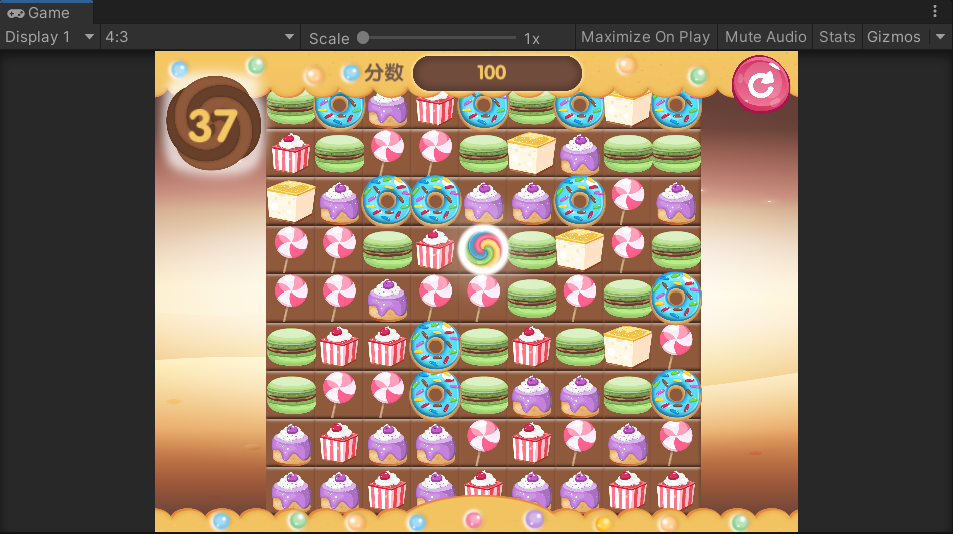 Game
Display 1
4:3
Scale
1x
Maximize On Play
Mute Audio
Stats
Gizmos
分数
100
37